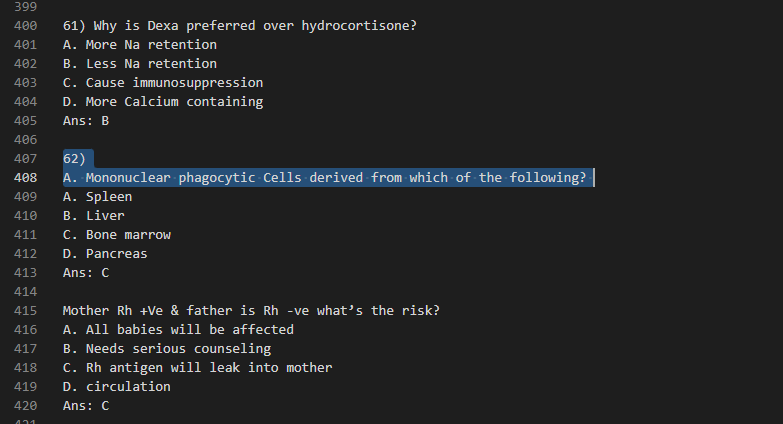 399
400 61) Why is Dexa preferred over hydrocortisone?
401 A. More Na retention
402 B. Less Na retention
403 C. Cause immunosuppression
404 D. More Calcium containing
405 Ans: B
406
407 62)
408 A. Mononuclear phagocytic Cells derived from which of the following?
409 A. Spleen
410 B. Liver
411 C. Bone marrow
412 D. Pancreas
413 Ans: C
414
415 Mother Rh +Ve & father is Rh -ve what’s the risk?
416 A. All babies will be affected
417 B. Needs serious counseling
418 C. Rh antigen will leak into mother
419 D. circulation
420 Ans: C
421